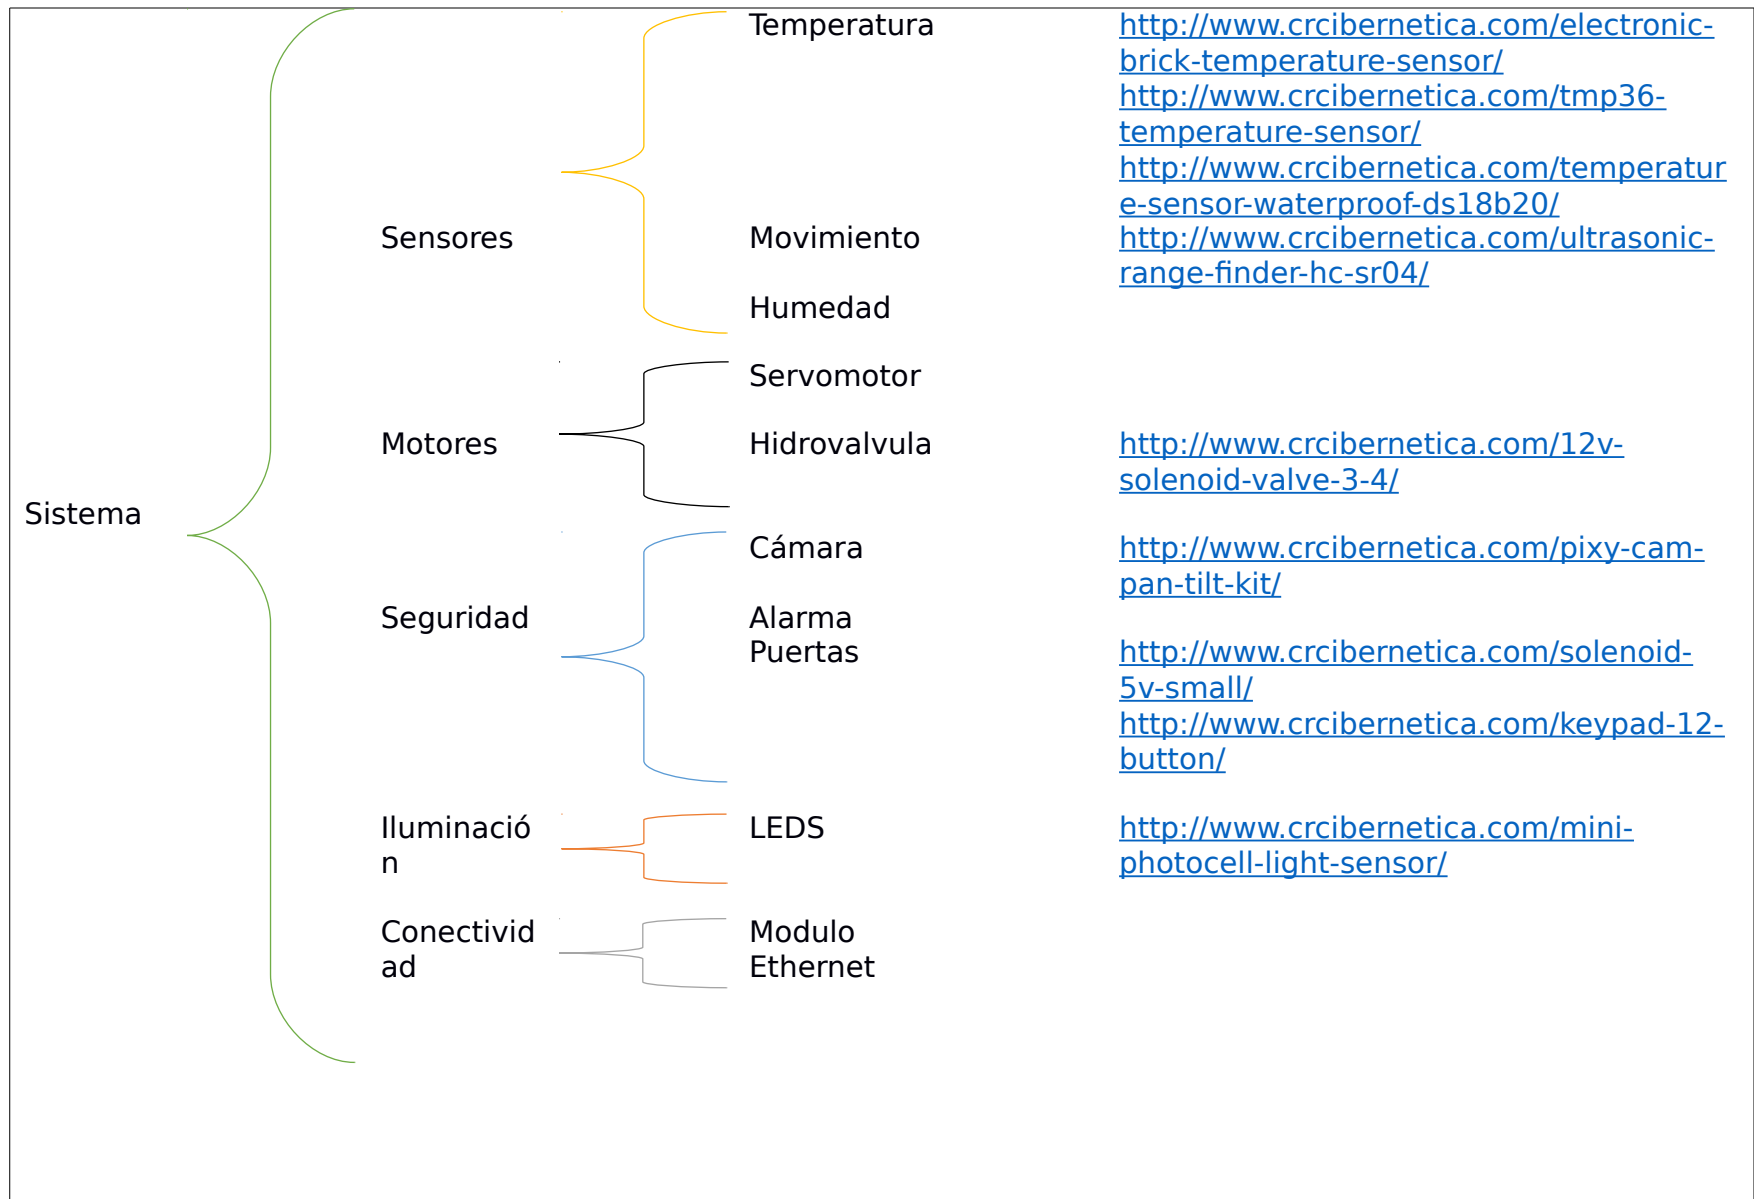 Temperatura
http://www.crcibernetica.com/electronic-
brick-temperature-sensor/
http://www.crcibernetica.com/tmp36-
temperature-sensor/
http://www.crcibernetica.com/temperatur
e-sensor-waterproof-ds18b20/
Sensores
Movimiento
http://www.crcibernetica.com/ultrasonic-
range-finder-hc-sr04/
Humedad
Servomotor
Motores
Hidrovalvula
http://www.crcibernetica.com/12v-
solenoid-valve-3-4/
Sistema
Cámara
http://www.crcibernetica.com/pixy-cam-
pan-tilt-kit/
Seguridad
Alarma
Puertas
http://www.crcibernetica.com/solenoid-
5v-small/
http://www.crcibernetica.com/keypad-12-
button/
Iluminació
n
LEDS
http://www.crcibernetica.com/mini-
photocell-light-sensor/
Conectivid
ad
Modulo
Ethernet